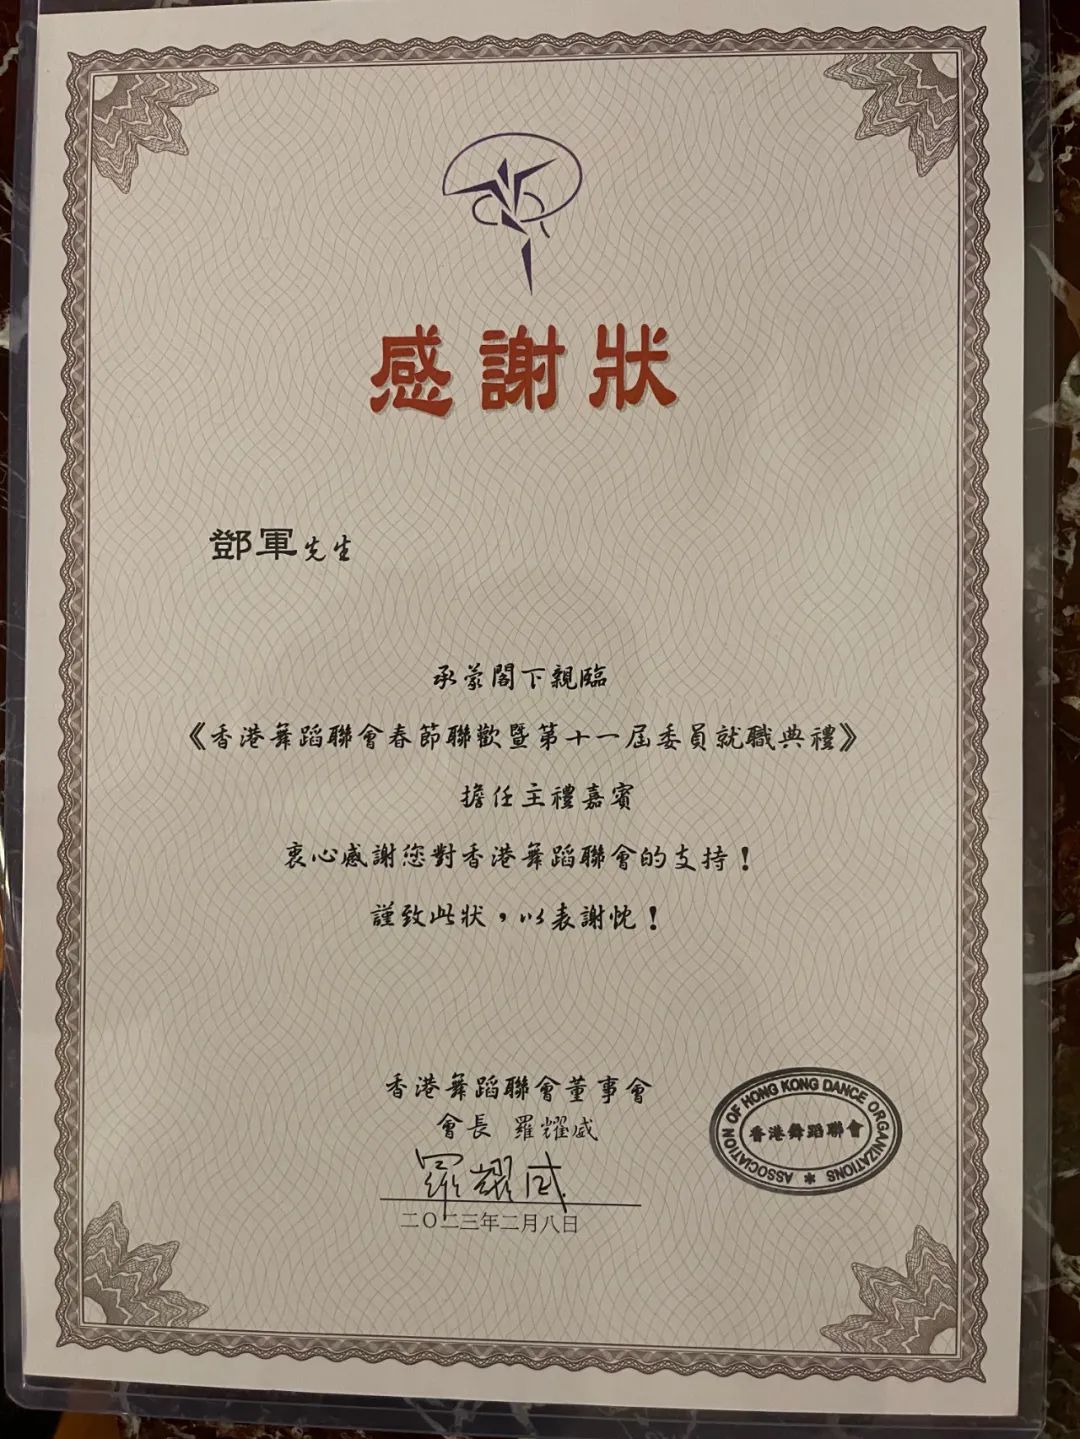 感謝狀
鄧軍先生
承蒙閣下親臨
《香港舞蹈聯會春節聯歡暨第十一屆委員就職典禮》
擔任主禮嘉賓
衷心感謝您對香港舞蹈聯會的支持！
謹致此狀，以表謝忱！
香港舞蹈聯會董事會
會長 羅耀威
羅耀威
二〇二三年二月八日
ASSOCIATION OF HONG KONG DANCE ORGANIZATIONS *
香港舞蹈聯會